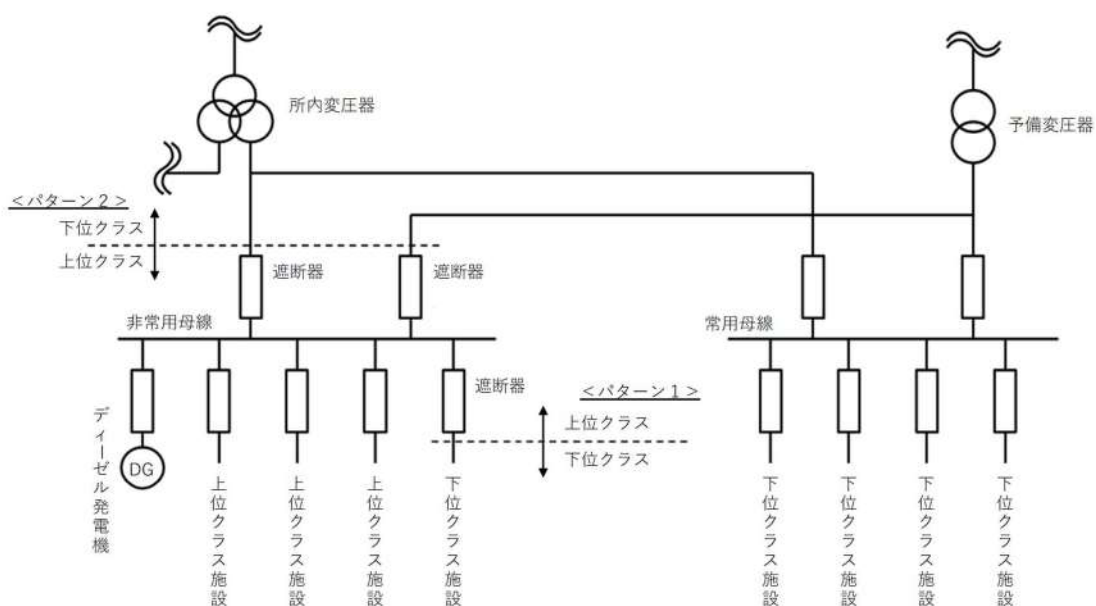 所内変圧器
予備変圧器
<パターン2>
下位クラス
上位クラス
遮断器
遮断器
非常用母線
常用母線
遮断器
<パターン1>
上位クラス
下位クラス
DG
ディーゼル発電機
上位クラス施設
上位クラス施設
上位クラス施設
下位クラス施設
下位クラス施設
下位クラス施設
下位クラス施設
下位クラス施設